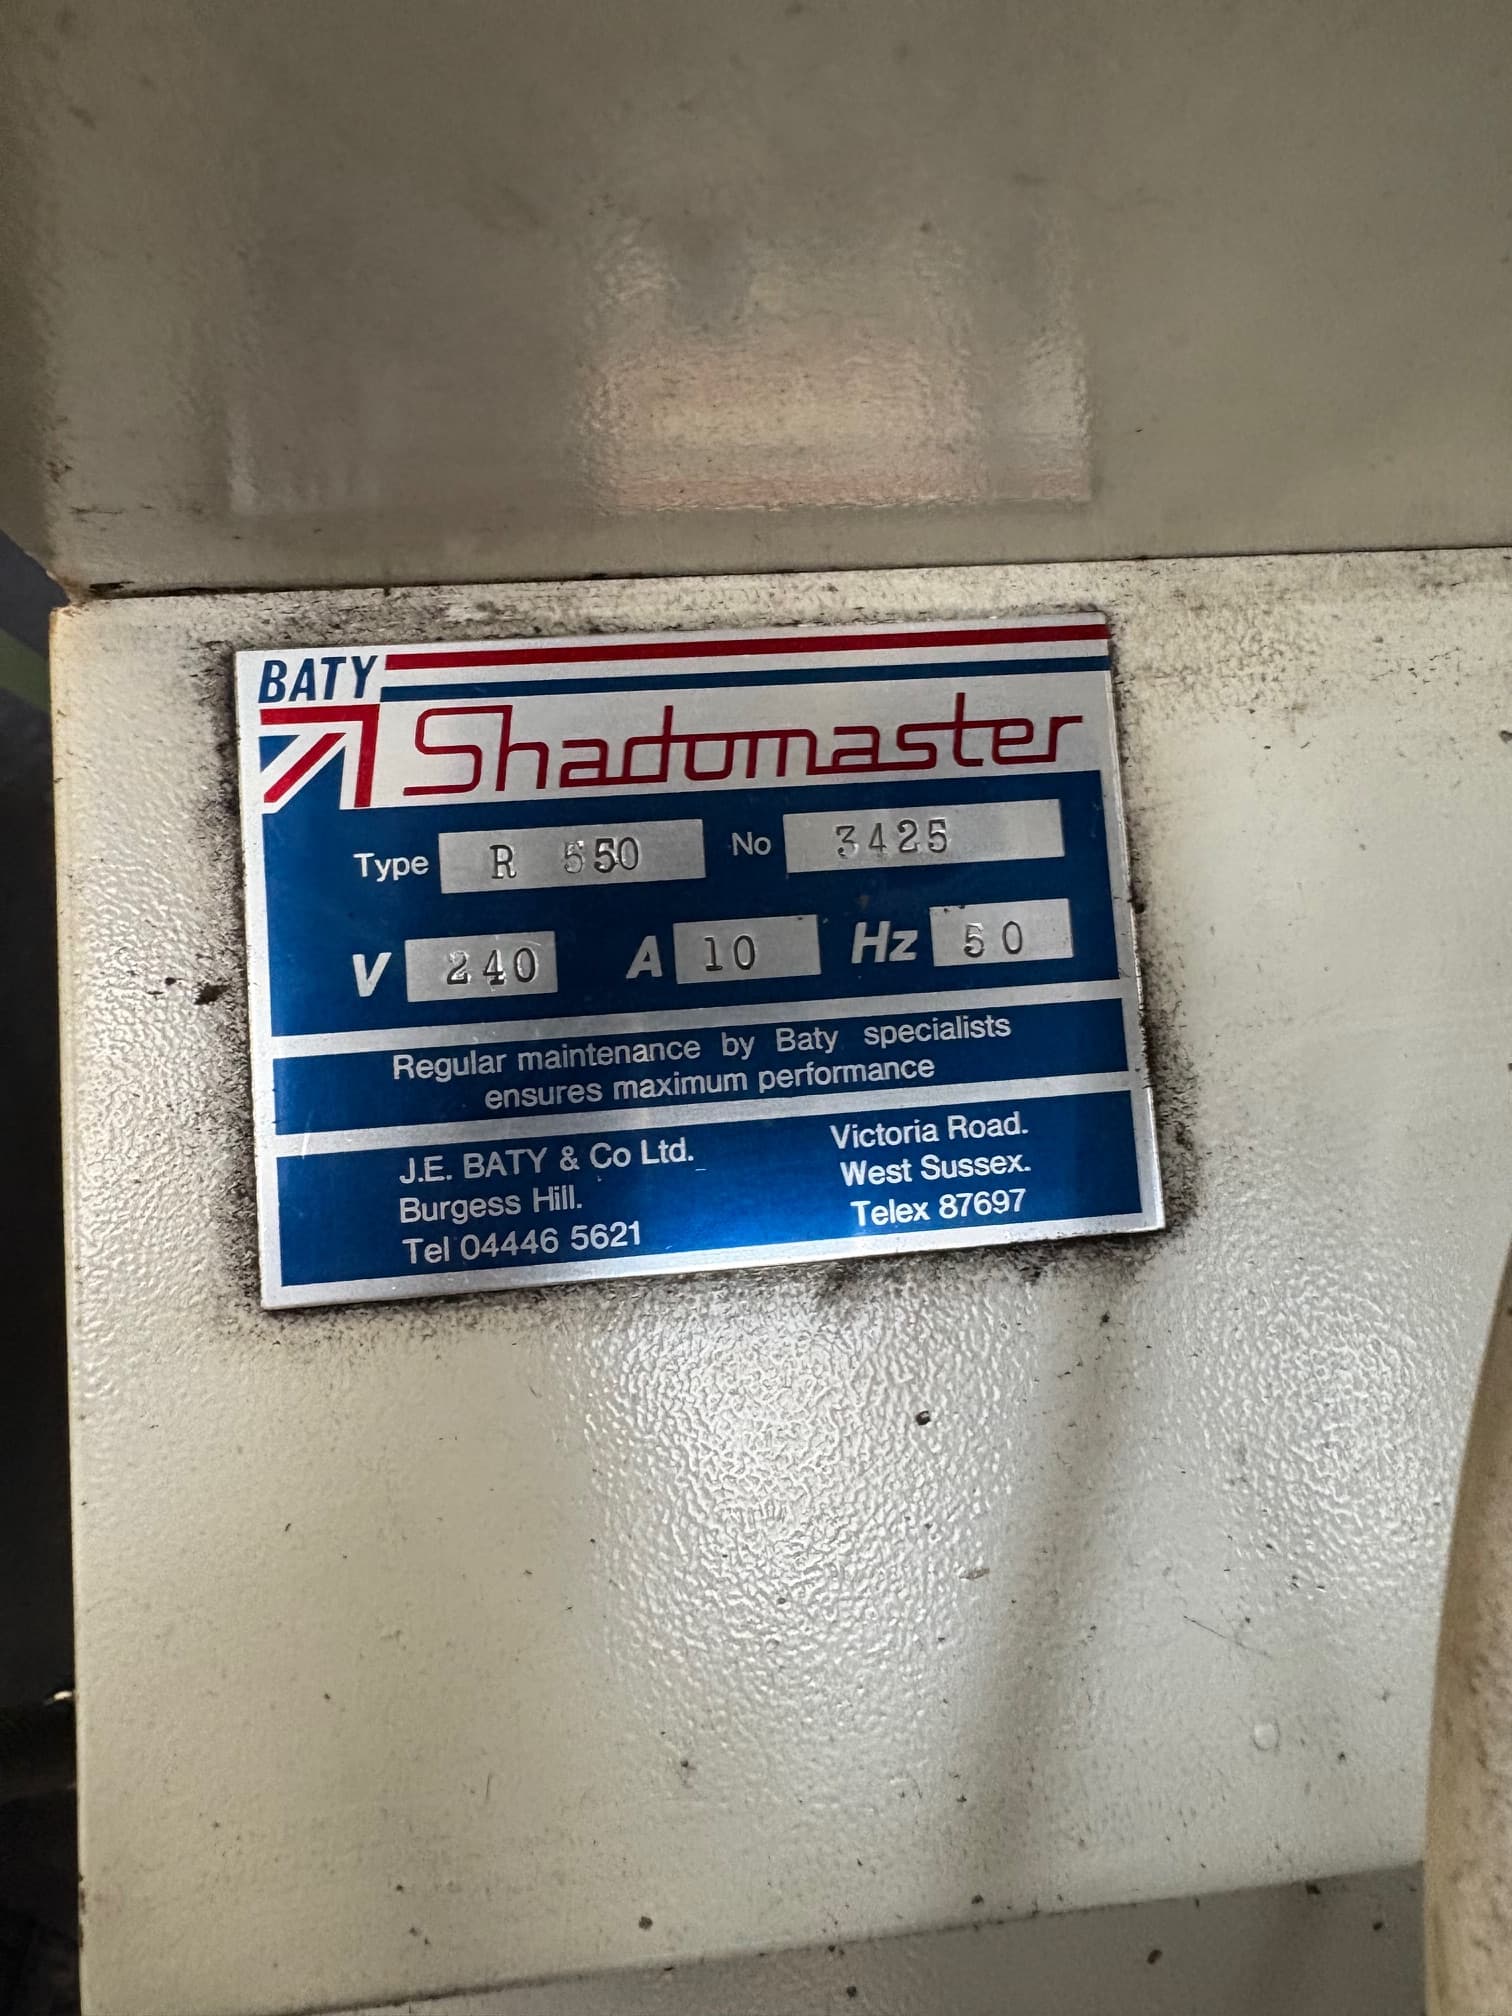 BATY
Shadomaster
Type R 550 No 3425
V 240 A 10 Hz 50
Regular maintenance by Baty specialists
ensures maximum performance
J.E. BATY & Co Ltd. Victoria Road.
Burgess Hill. West Sussex.
Tel 04446 5621 Telex 87697